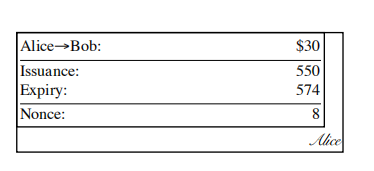 Alice→Bob: $30
Issuance: 550
Expiry: 574
Nonce: 8
Alice